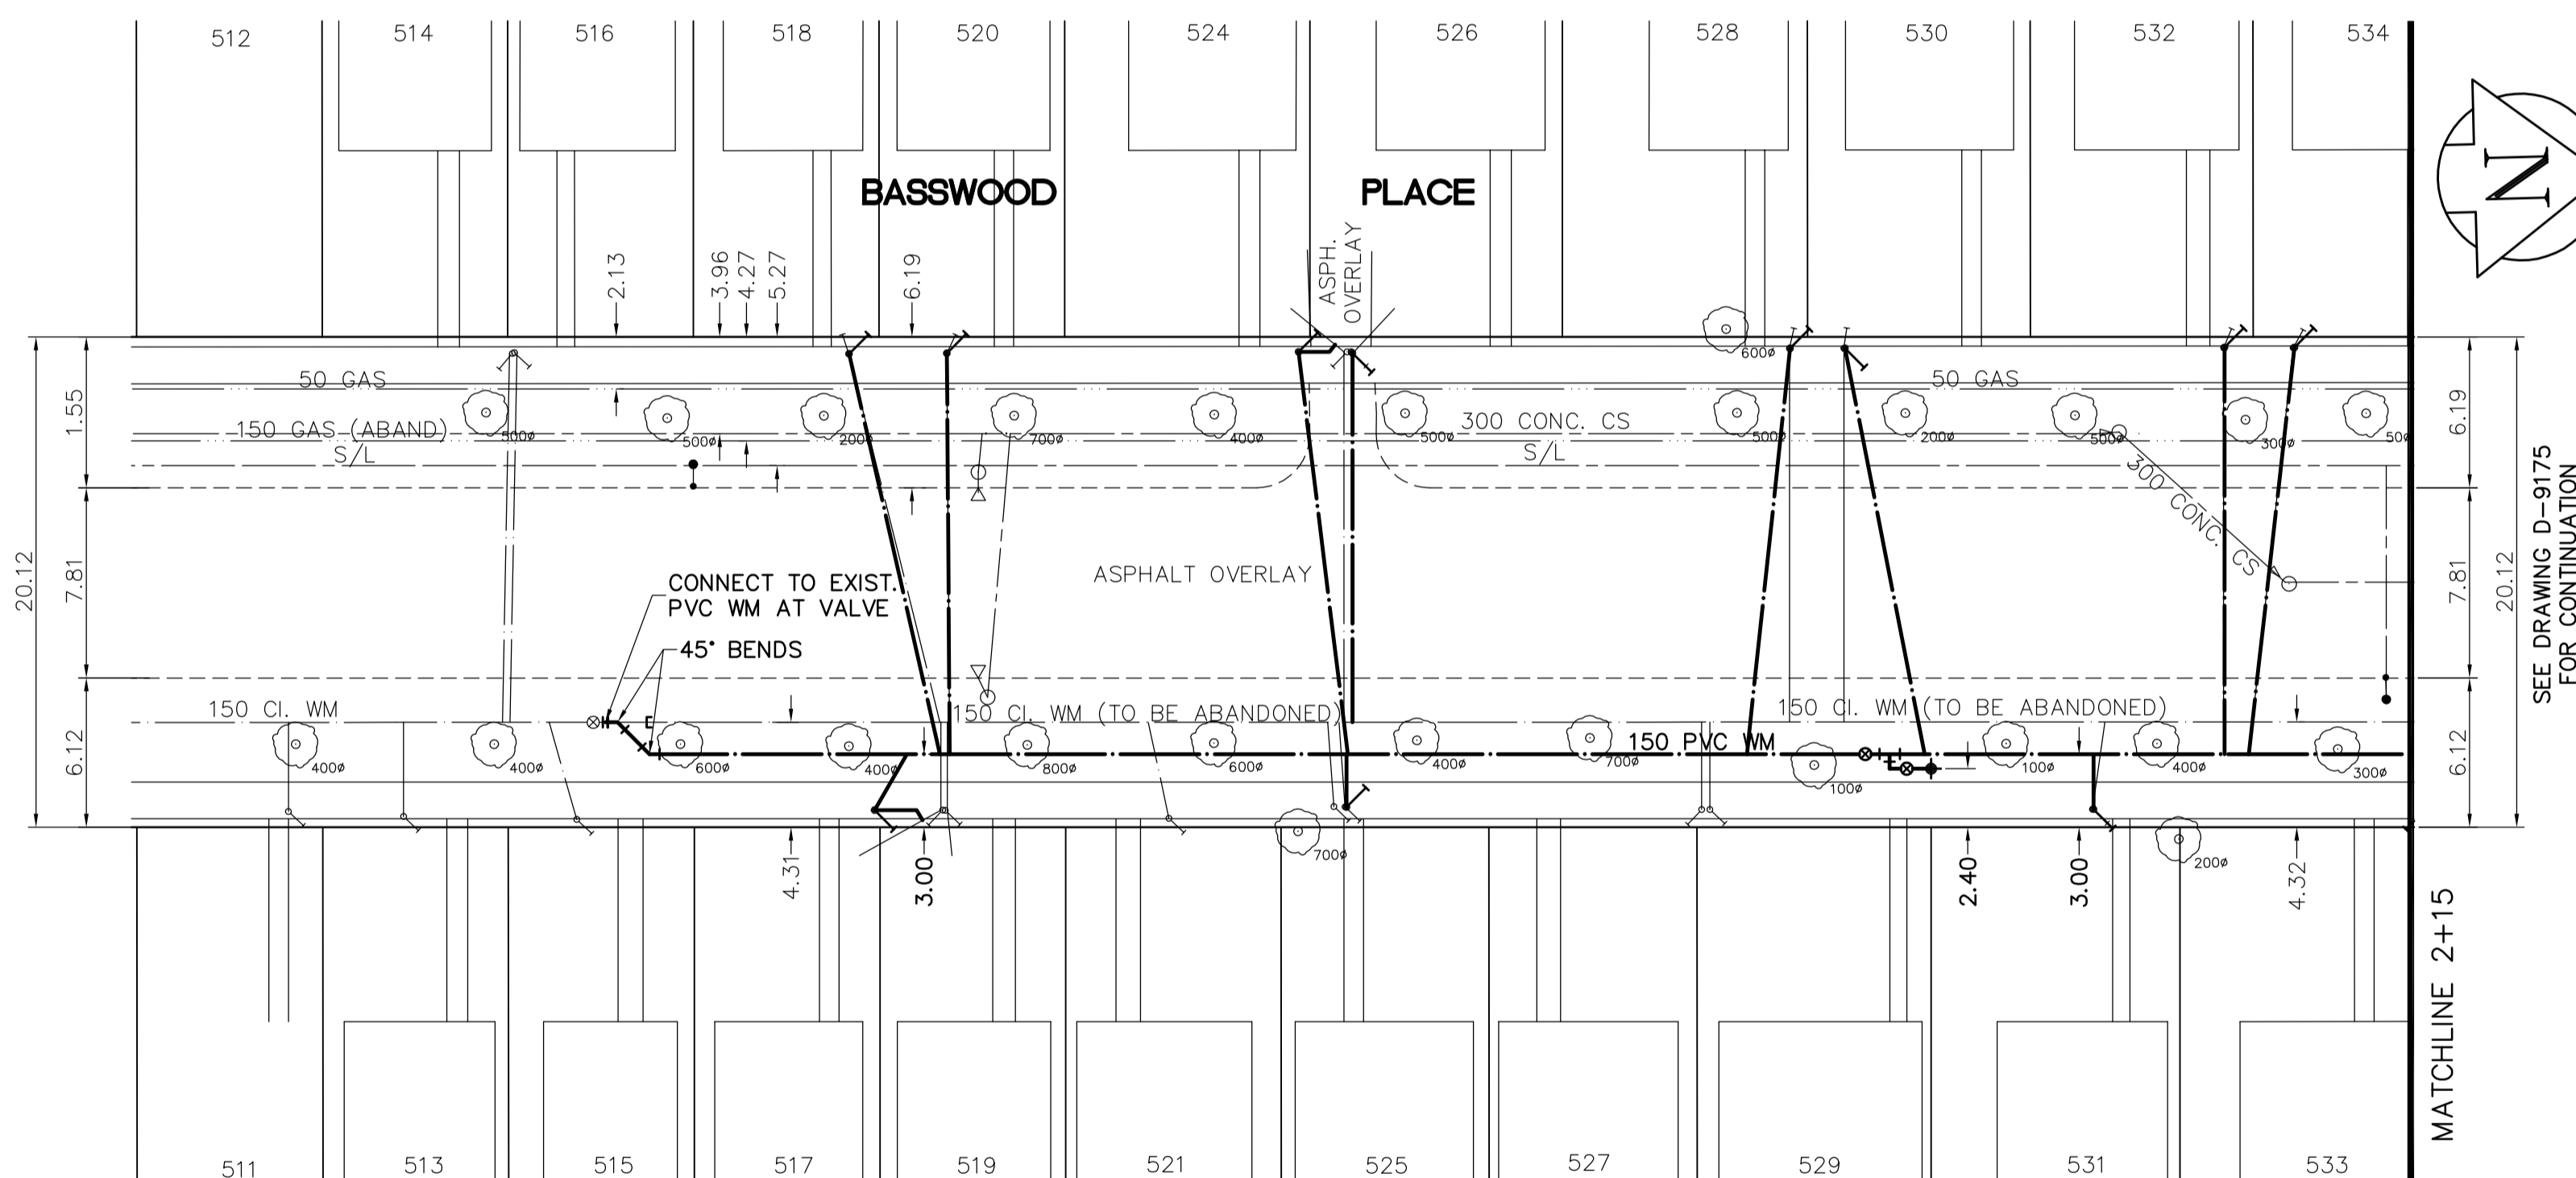 512
514
516
518
520
524
526
528
530
532
534
N
BASSWOOD PLACE
2.13
3.96
4.27
5.27
6.19
ASPH.
OVERLAY
600ø
50 GAS
50 GAS
150 GAS (ABAND)
S/L
300 CONC. CS
S/L
500ø
500ø
200
700ø
400ø
500ø
500
200ø
500ø
300ø
50ø
300 CONC. CS
20.12
1.55
7.81
6.12
6.19
7.81
6.12
20.12
SEE DRAWING D-9175
FOR CONTINUATION
ASPHALT OVERLAY
CONNECT TO EXIST.
PVC WM AT VALVE
45° BENDS
150 CI. WM
E
150 CI. WM (TO BE ABANDONED)
150 CI. WM (TO BE ABANDONED)
150 PVC WM
400ø
400ø
600ø
400ø
800ø
600ø
400ø
700ø
100ø
100ø
400ø
300ø
700ø
200ø
4.31
3.00
2.40
3.00
4.32
MATCHLINE 2+15
511
513
515
517
519
521
525
527
529
531
533